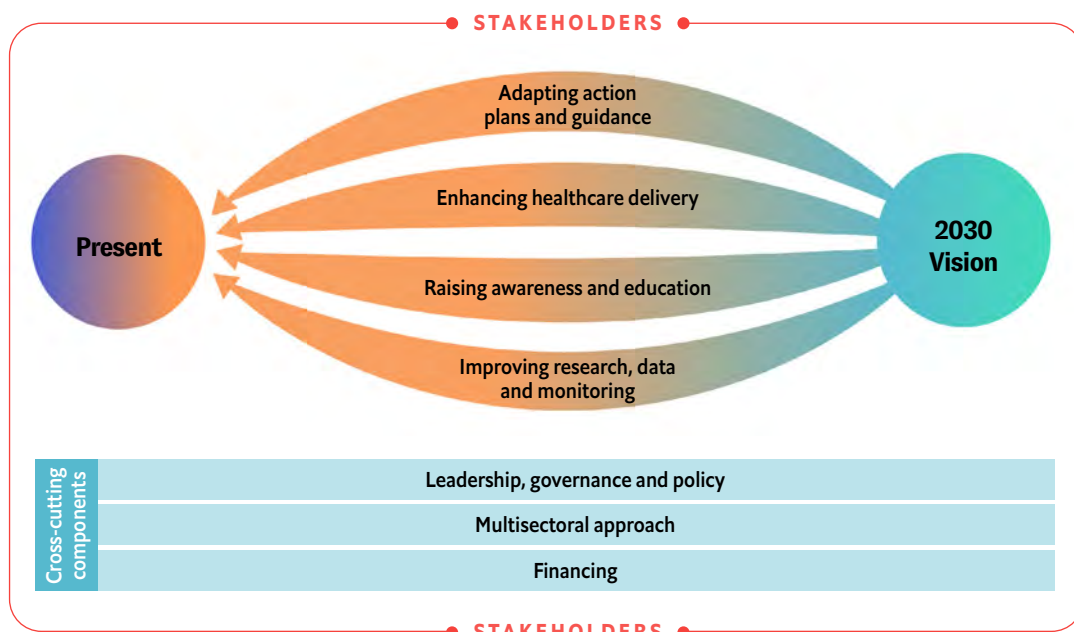 STAKEHOLDERS
Adapting action
plans and guidance
Enhancing healthcare delivery
Present
2030
Vision
Raising awareness and education
Improving research, data
and monitoring
Cross-cutting
components
Leadership, governance and policy
Multisectoral approach
Financing
STAKEHOLDERS